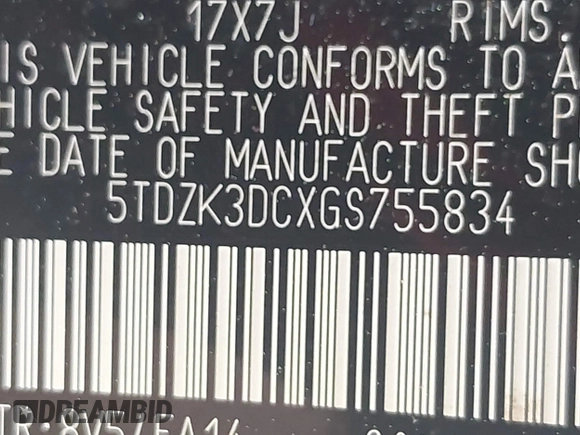 17X7J RIMS.
IS VEHICLE CONFORMS TO A
HICLE SAFETY AND THEFT P
E DATE OF MANUFACTURE SH
5TDZK3DCXGS755834
DREAMBID